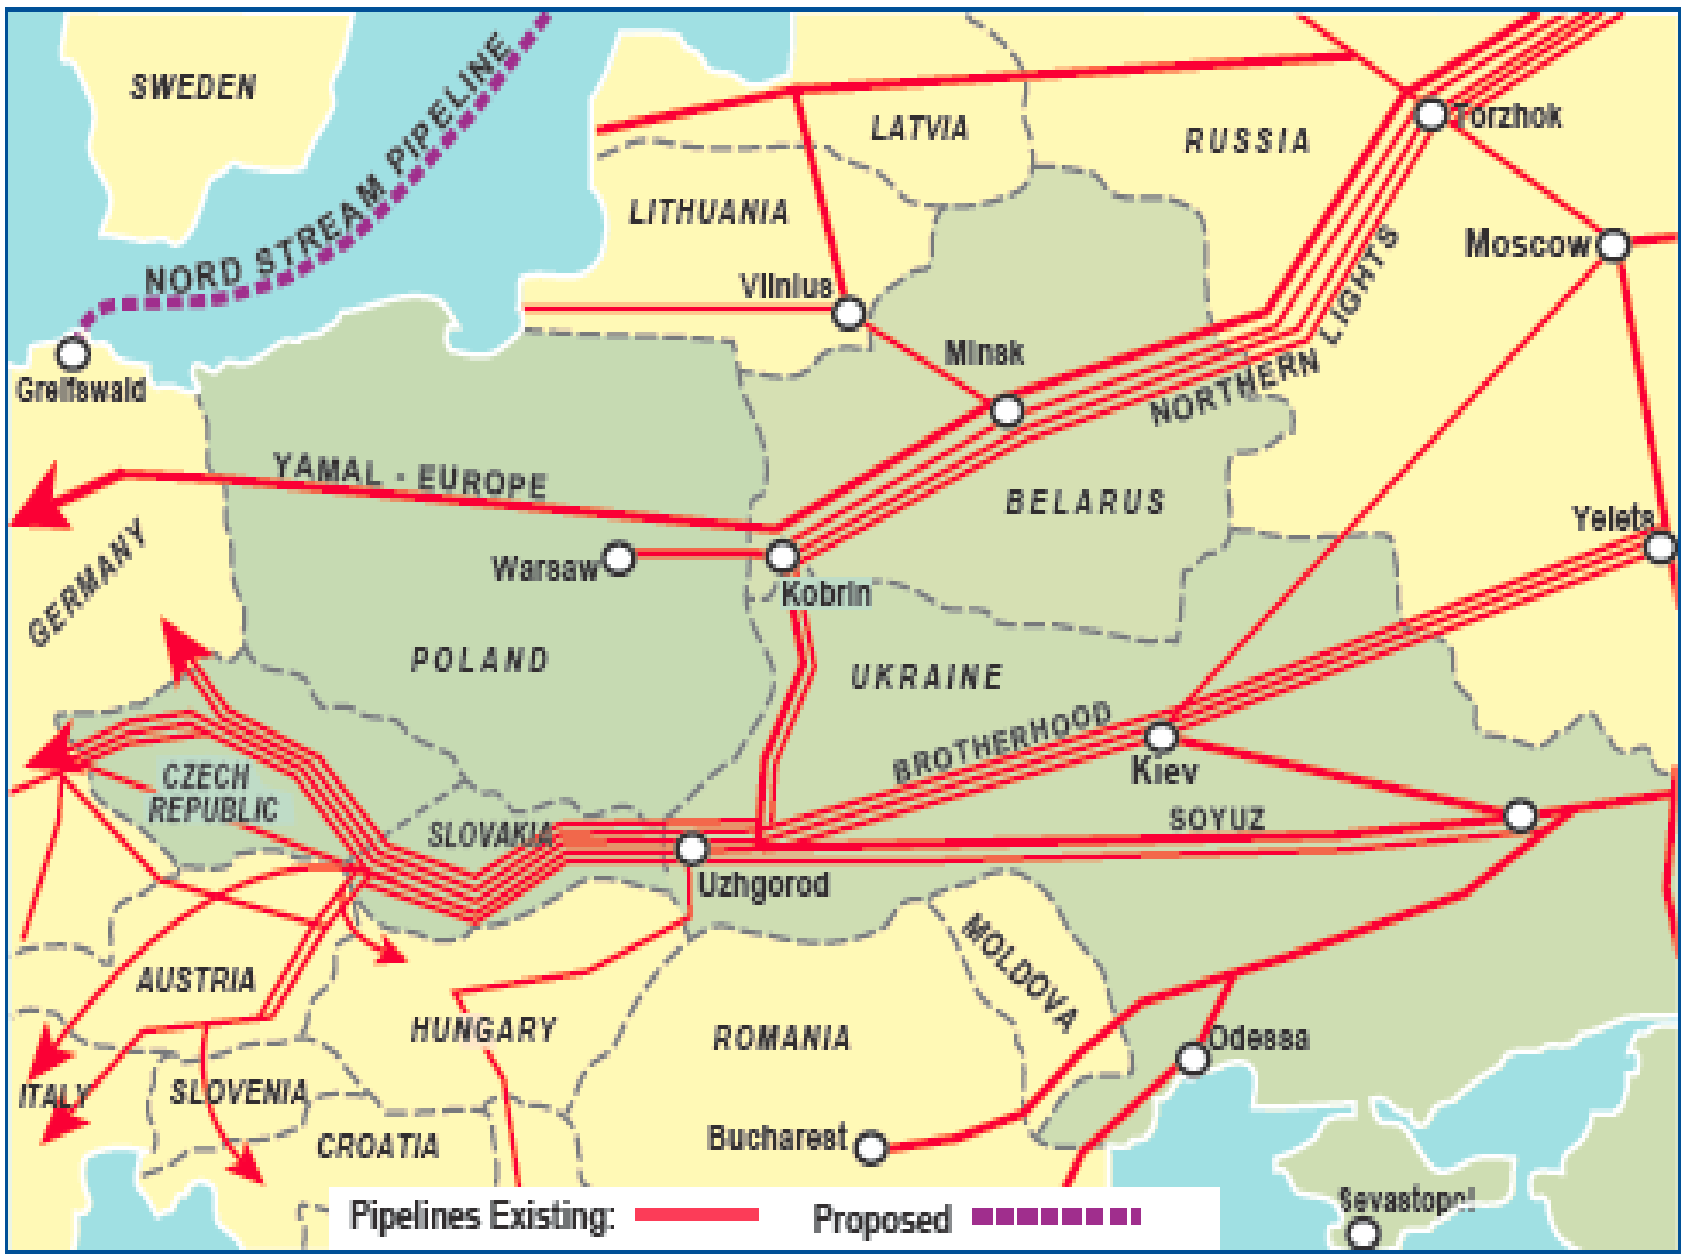 SWEDEN
NORD STREAM PIPELINE
LATVIA
RUSSIA
Torzhok
LITHUANIA
Moscow
Vilnius
NORTHERN LIGHTS
Minsk
Greifswald
YAMAL - EUROPE
BELARUS
Yelets
GERMANY
Warsaw
Kobrin
POLAND
UKRAINE
BROTHERHOOD
Kiev
CZECH
REPUBLIC
SLOVAKIA
SOYUZ
Uzhgorod
MOLDOVA
AUSTRIA
HUNGARY
ROMANIA
Odessa
ITALY
SLOVENIA
CROATIA
Bucharest
Sevastopol
Pipelines Existing:
Proposed